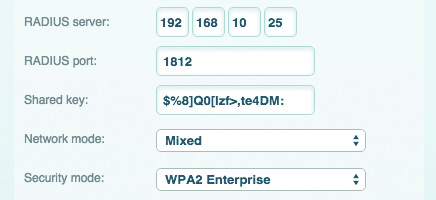 RADIUS server: 192 168 10 25
RADIUS port: 1812
Shared key: $%8]Q0[Izf>,te4DM:
Network mode: Mixed
Security mode: WPA2 Enterprise